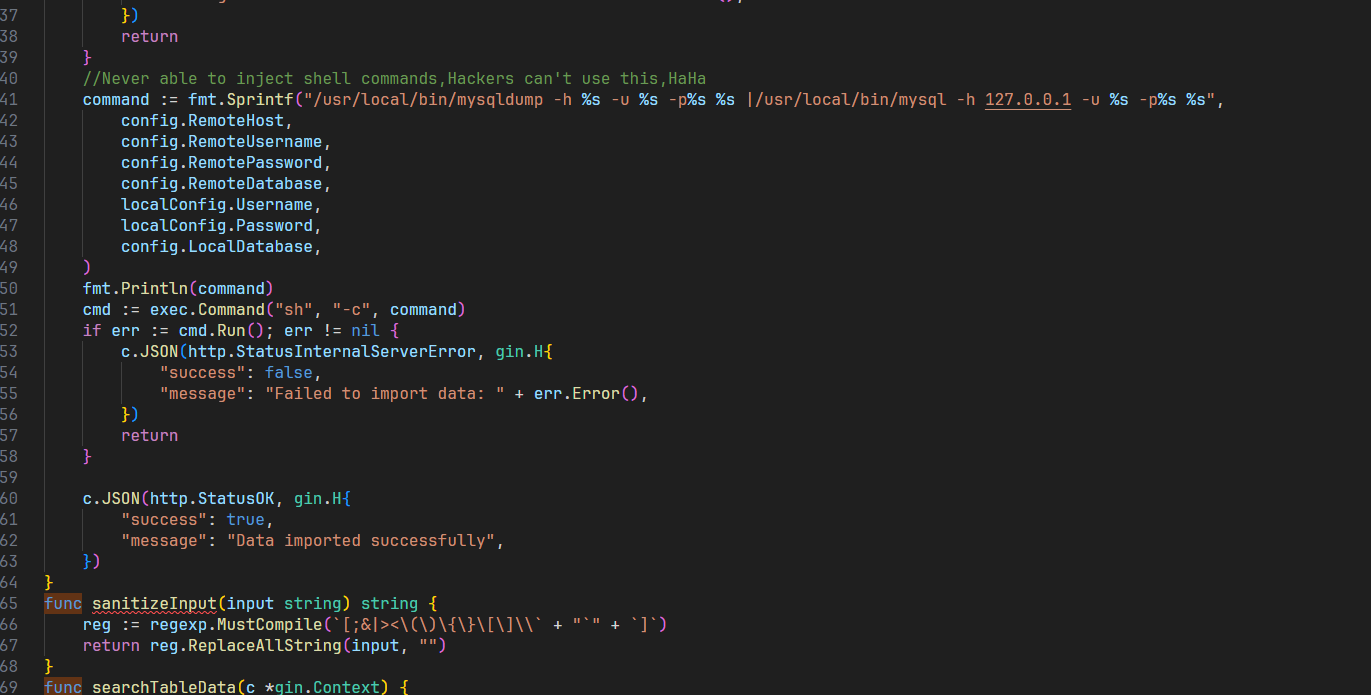 37 })
38 return
39 }
40 //Never able to inject shell commands,Hackers can't use this,HaHa
41 command := fmt.Sprintf("/usr/local/bin/mysqldump -h %s -u %s -p%s %s |/usr/local/bin/mysql -h 127.0.0.1 -u %s -p%s %s",
42 config.RemoteHost,
43 config.RemoteUsername,
44 config.RemotePassword,
45 config.RemoteDatabase,
46 localConfig.Username,
47 localConfig.Password,
48 config.LocalDatabase,
49 )
50 fmt.Println(command)
51 cmd := exec.Command("sh", "-c", command)
52 if err := cmd.Run(); err != nil {
53 c.JSON(http.StatusInternalServerError, gin.H{
54 "success": false,
55 "message": "Failed to import data: " + err.Error(),
56 })
57 return
58 }
59
60 c.JSON(http.StatusOK, gin.H{
61 "success": true,
62 "message": "Data imported successfully",
63 })
64 }
65 func sanitizeInput(input string) string {
66 reg := regexp.MustCompile(`[;&|><\(\)\{\}\[\]\\` + "`" + `]`)
67 return reg.ReplaceAllString(input, "")
68 }
69 func searchTableData(c *gin.Context) {